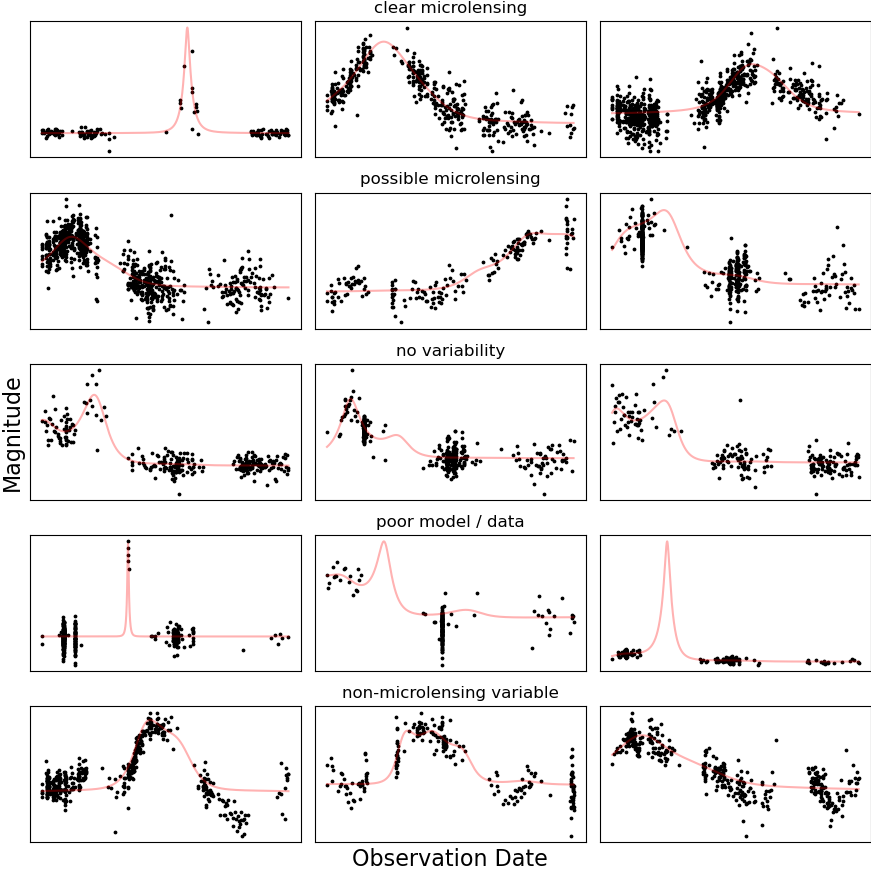 clear microlensing
possible microlensing
no variability
poor model / data
non-microlensing variable
Magnitude
Observation Date